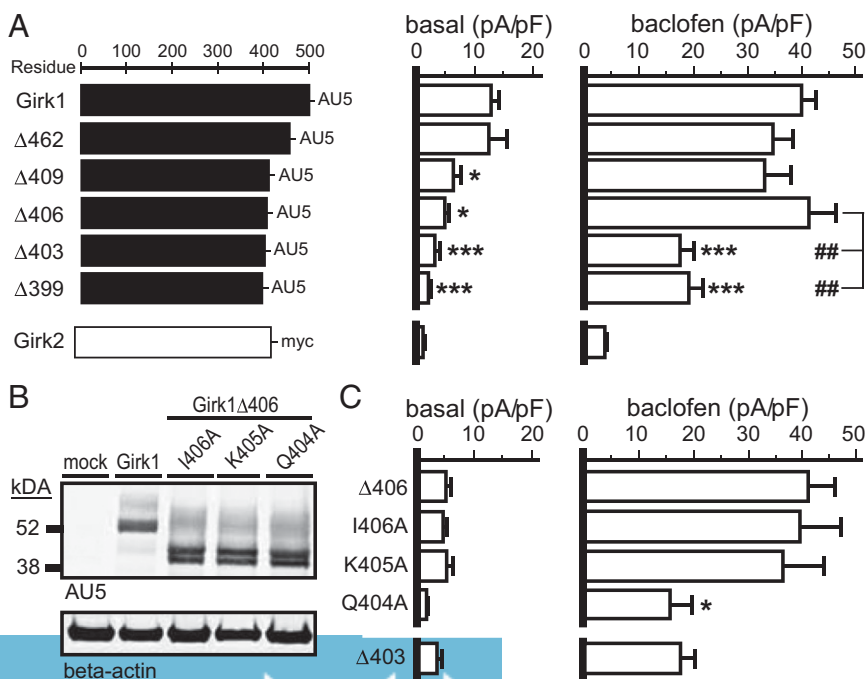 A
basal (pA/pF)
baclofen (pA/pF)
0 100 200 300 400 500
0 10 20
0 10 20 30 40 50
Residue
Girk1 AU5
Δ462 AU5
Δ409 AU5 *
Δ406 AU5 *
Δ403 AU5 *** *** ##
Δ399 AU5 *** *** ##
Girk2 myc
B
Girk1Δ406
mock Girk1 I406A K405A Q404A
kDA
52
38
AU5
beta-actin
C
basal (pA/pF)
baclofen (pA/pF)
0 10 20
0 10 20 30 40 50
Δ406
I406A
K405A
Q404A *
Δ403